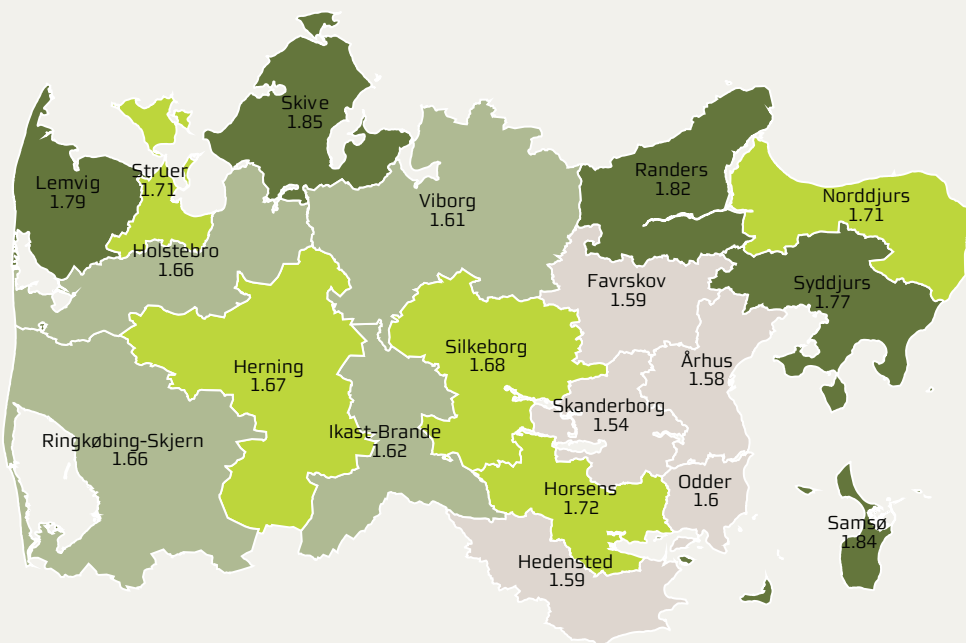 Skive
1.85
Lemvig
1.79
Struer
1.71
Randers
1.82
Viborg
1.61
Norddjurs
1.71
Holstebro
1.66
Favrskov
1.59
Syddjurs
1.77
Herning
1.67
Silkeborg
1.68
Århus
1.58
Skanderborg
1.54
Ringkøbing-Skjern
1.66
Ikast-Brande
1.62
Horsens
1.72
Odder
1.6
Samsø
1.84
Hedensted
1.59